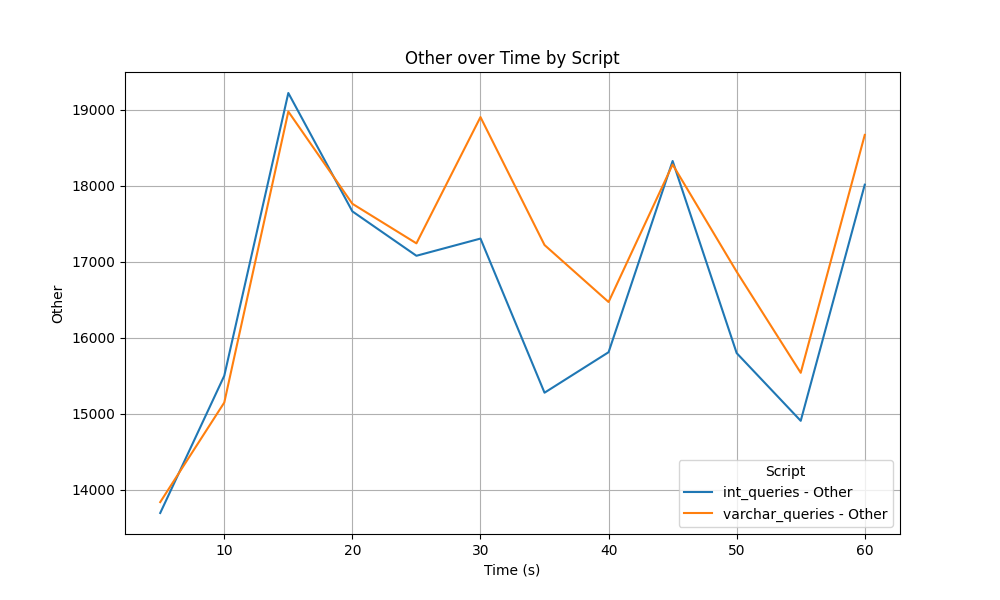 Other over Time by Script
Other
19000
18000
17000
16000
15000
14000
10 20 30 40 50 60
Time (s)
Script
int_queries - Other
varchar_queries - Other